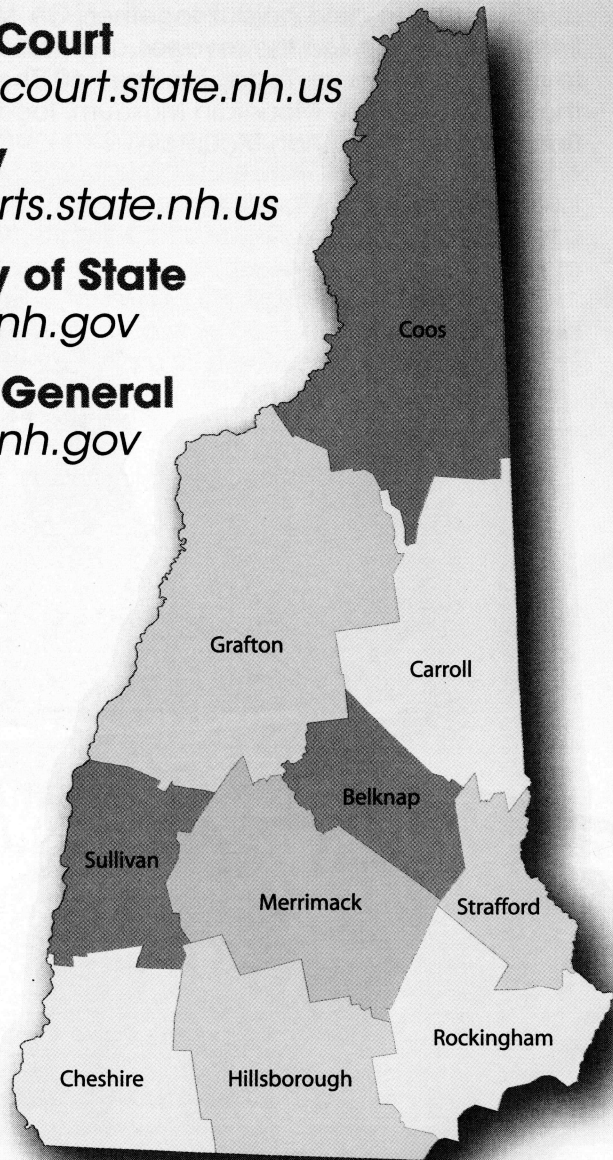 Court
court.state.nh.us
y
rts.state.nh.us
y of State
nh.gov
General
nh.gov
Coos
Grafton
Carroll
Belknap
Sullivan
Merrimack
Strafford
Rockingham
Cheshire
Hillsborough